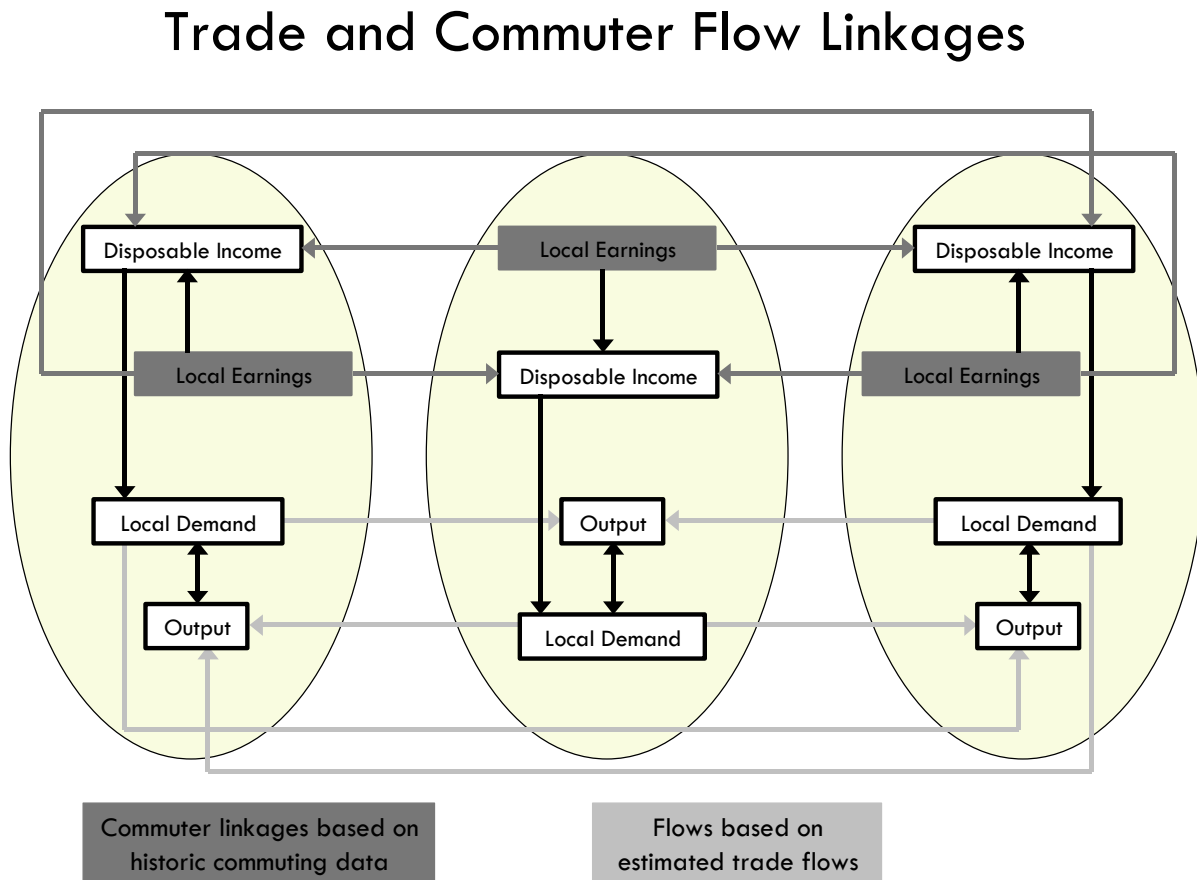 Trade and Commuter Flow Linkages
Disposable Income
Local Earnings
Disposable Income
Local Earnings
Disposable Income
Local Earnings
Local Demand
Output
Local Demand
Output
Local Demand
Output
Commuter linkages based on
historic commuting data
Flows based on
estimated trade flows